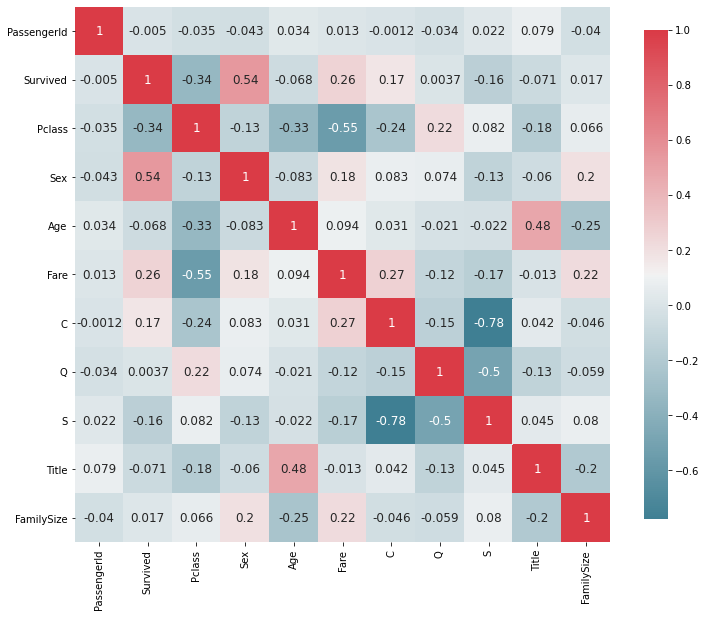 PassengerId 1 -0.005 -0.035 -0.043 0.034 0.013 -0.0012 -0.034 0.022 0.079 -0.04
Survived -0.005 1 -0.34 0.54 -0.068 0.26 0.17 0.0037 -0.16 -0.071 0.017
Pclass -0.035 -0.34 1 -0.13 -0.33 -0.55 -0.24 0.22 0.082 -0.18 0.066
Sex -0.043 0.54 -0.13 1 -0.083 0.18 0.083 0.074 -0.13 -0.06 0.2
Age 0.034 -0.068 -0.33 -0.083 1 0.094 0.031 -0.021 -0.022 0.48 -0.25
Fare 0.013 0.26 -0.55 0.18 0.094 1 0.27 -0.12 -0.17 -0.013 0.22
C -0.0012 0.17 -0.24 0.083 0.031 0.27 1 -0.15 -0.78 0.042 -0.046
Q -0.034 0.0037 0.22 0.074 -0.021 -0.12 -0.15 1 -0.5 -0.13 -0.059
S 0.022 -0.16 0.082 -0.13 -0.022 -0.17 -0.78 -0.5 1 0.045 0.08
Title 0.079 -0.071 -0.18 -0.06 0.48 -0.013 0.042 -0.13 0.045 1 -0.2
FamilySize -0.04 0.017 0.066 0.2 -0.25 0.22 -0.046 -0.059 0.08 -0.2 1
PassengerId
Survived
Pclass
Sex
Age
Fare
C
Q
S
Title
FamilySize
1.0
0.8
0.6
0.4
0.2
0.0
−0.2
−0.4
−0.6